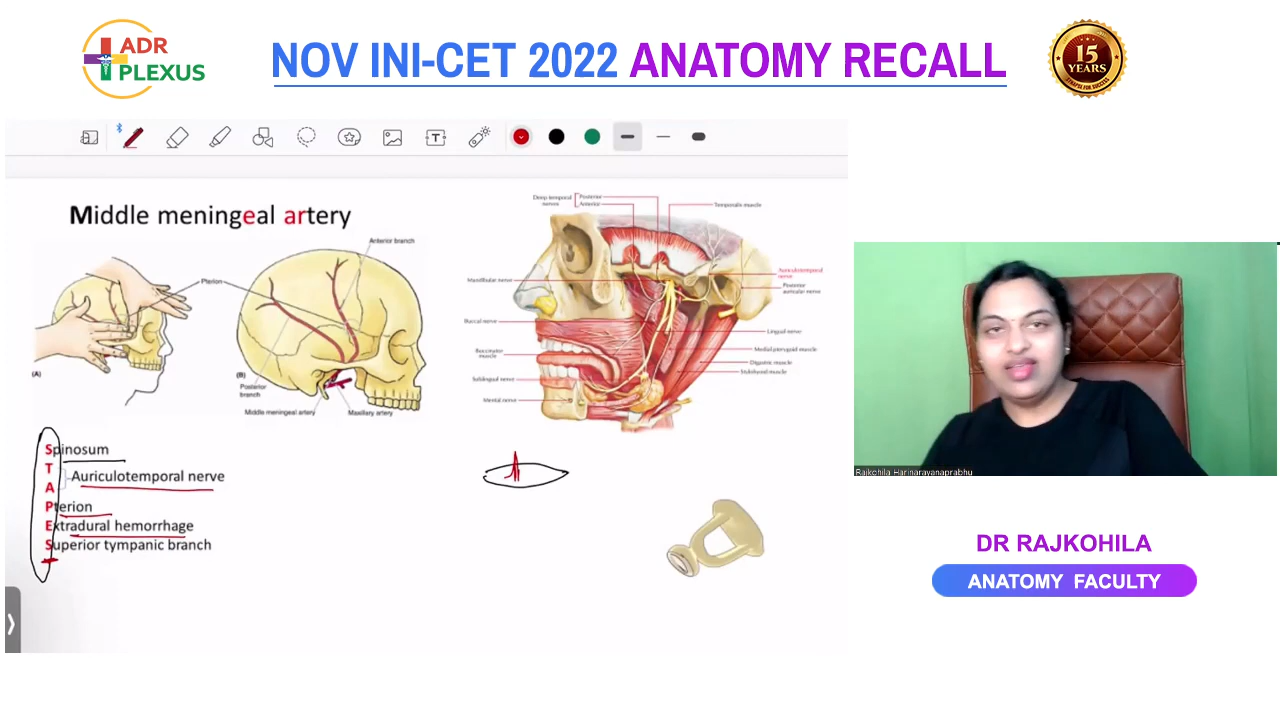 ADR
PLEXUS
NOV INI-CET 2022 ANATOMY RECALL
15
YEARS
T
Middle meningeal artery
Anterior branch
Pterion
(A)
(B)
Posterior
branch
Middle meningeal artery
Maxillary artery
Deep temporal
nerves
Posterior
Anterior
Temporalis muscle
Mandibular nerve
Auriculotemporal
nerve
Posterior
auricular nerve
Buccal nerve
Lingual nerve
Buccinator
muscle
Medial pterygoid muscle
Digastric muscle
Stylohyoid muscle
Sublingual nerve
Mental nerve
Spinosum
T
Auriculotemporal nerve
A
Pterion
Extradural hemorrhage
Superior tympanic branch
Rajkohila Harinarayanaprabhu
DR RAJKOHILA
ANATOMY FACULTY